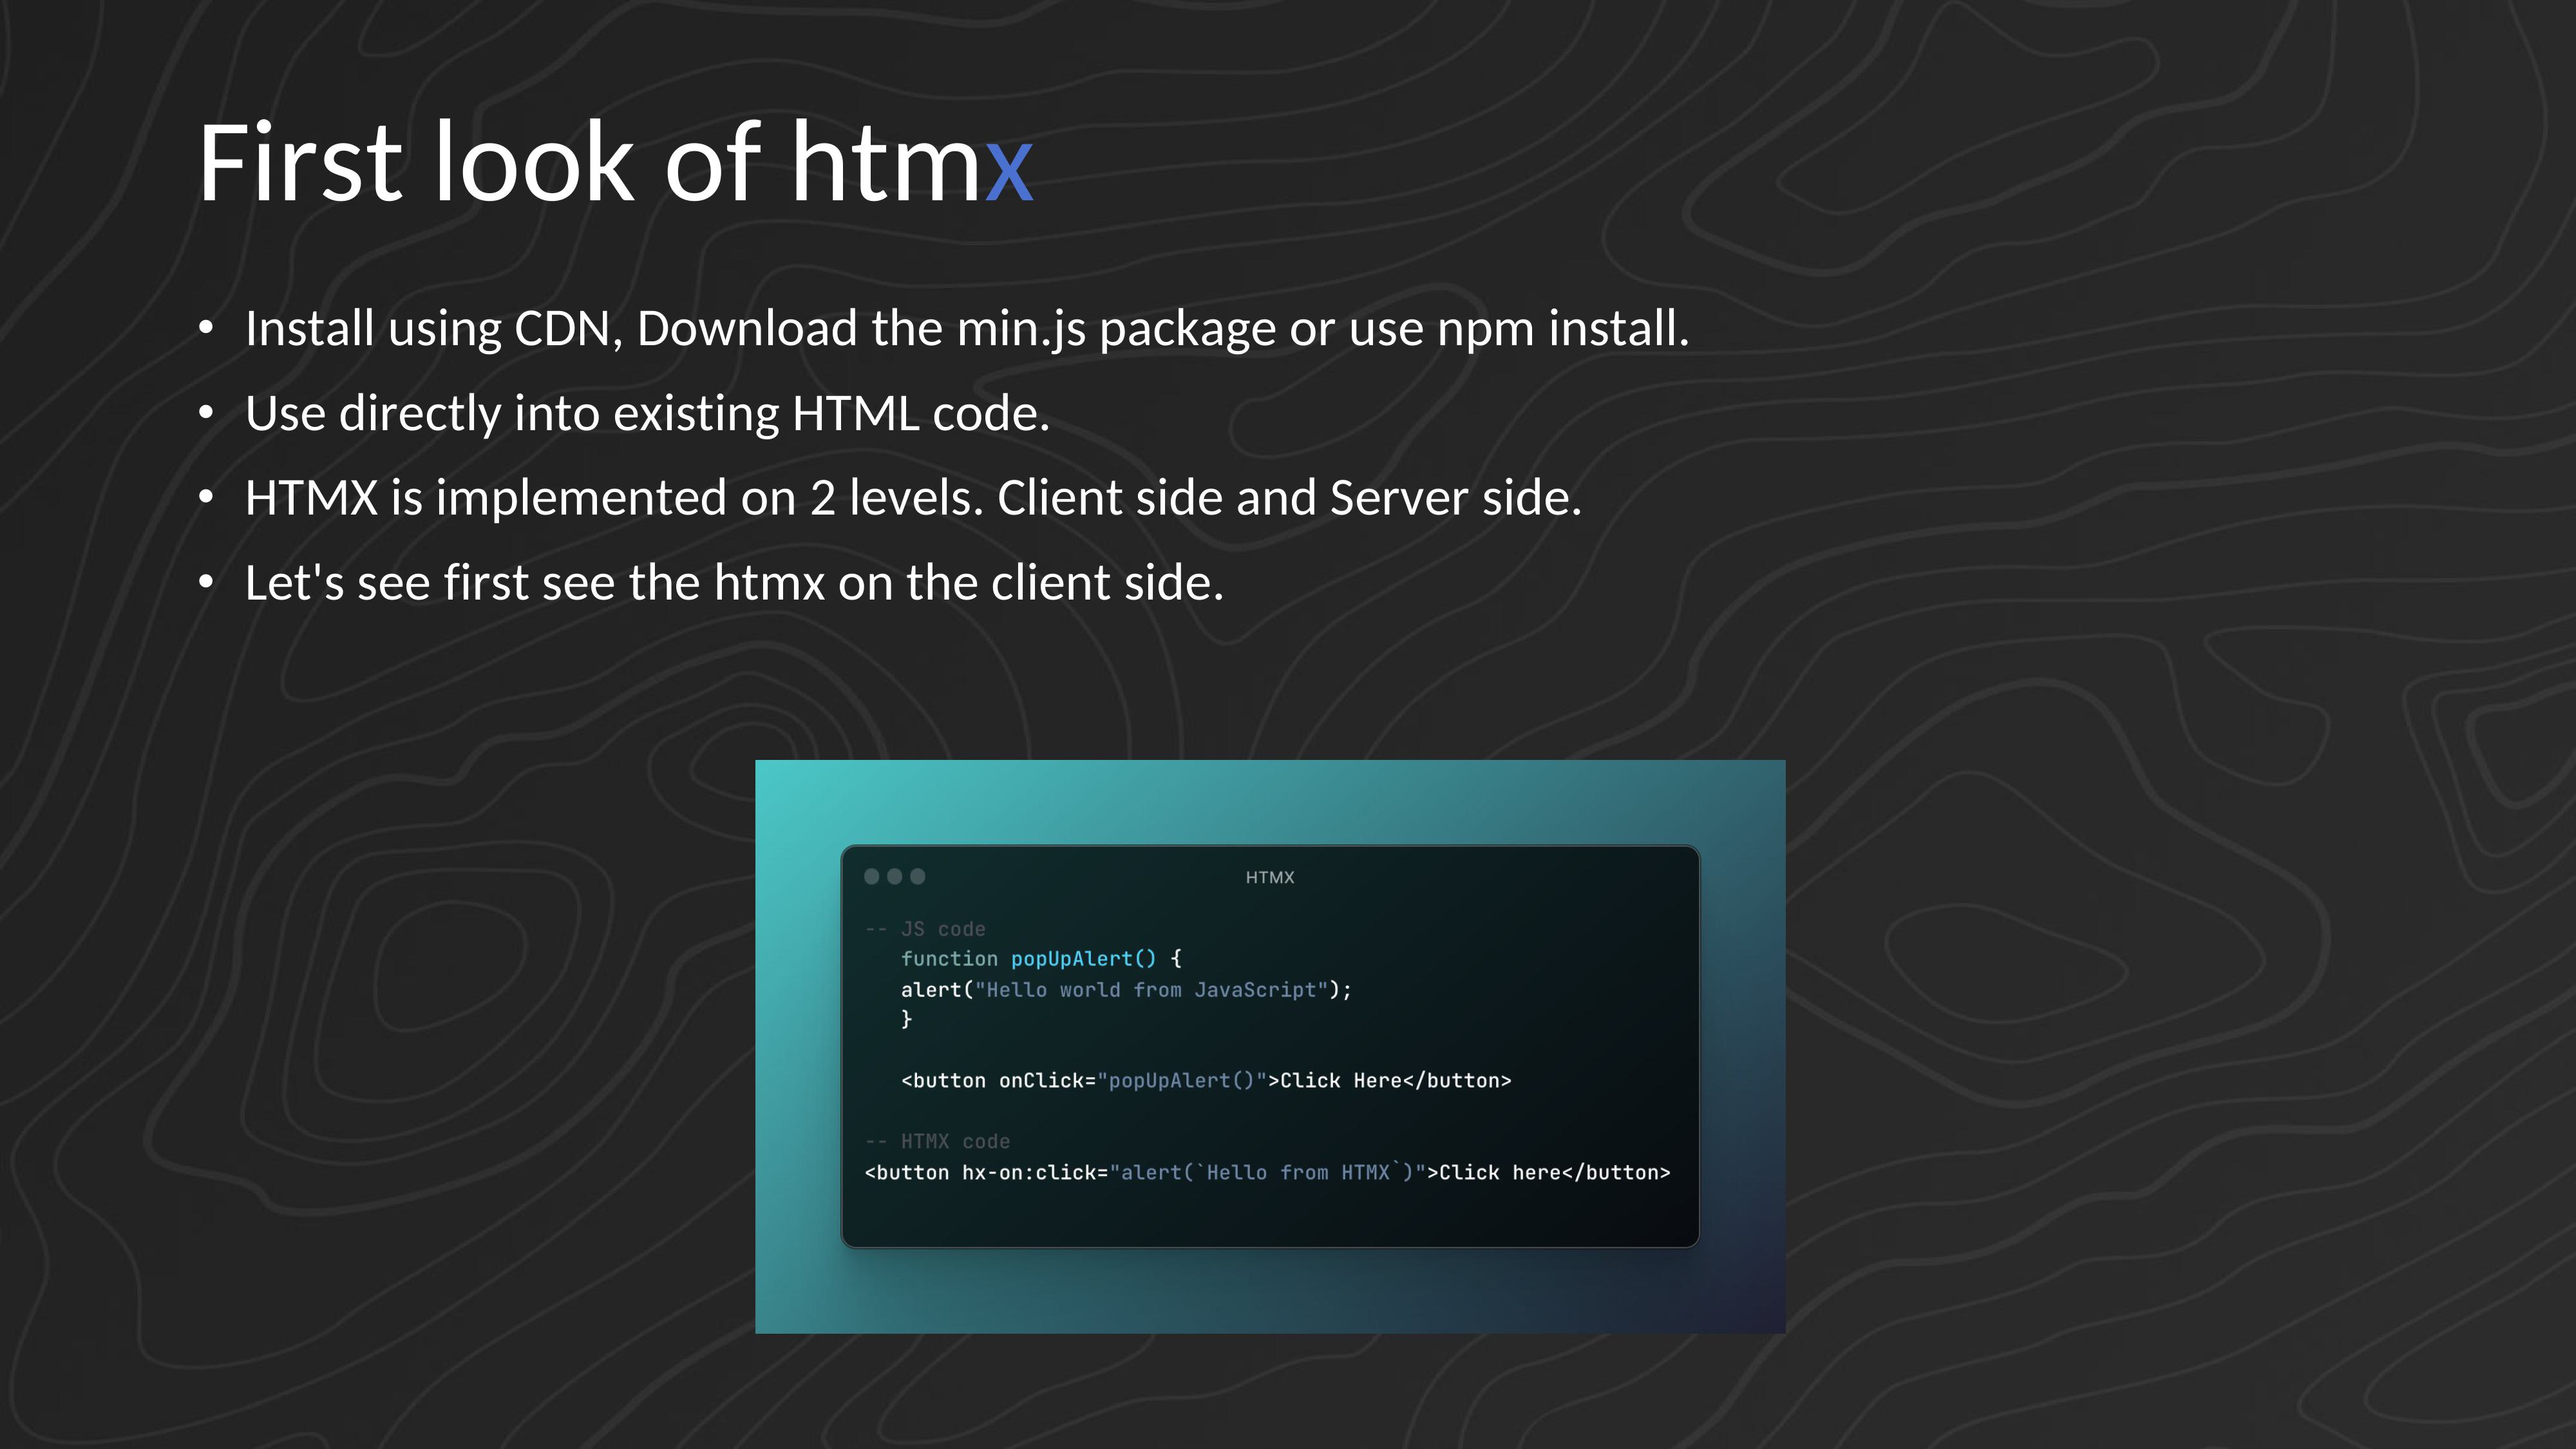 First look of htmx
• Install using CDN, Download the min.js package or use npm install.
• Use directly into existing HTML code.
• HTMX is implemented on 2 levels. Client side and Server side.
• Let's see first see the htmx on the client side.
HTMX
-- JS code
function popUpAlert() {
alert("Hello world from JavaScript");
}
<button onClick="popUpAlert()">Click Here</button>
-- HTMX code
<button hx-on:click="alert(`Hello from HTMX`)">Click here</button>